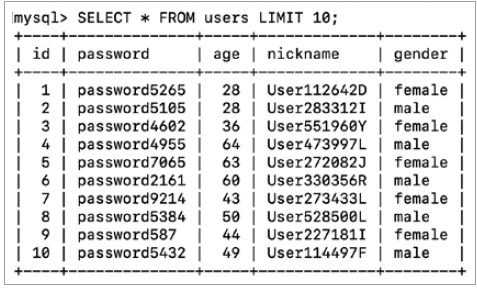 mysql> SELECT * FROM users LIMIT 10;
+----+--------------+-----+-------------+--------+
| id | password | age | nickname | gender |
+----+--------------+-----+-------------+--------+
| 1 | password5265 | 28 | User112642D | female |
| 2 | password5105 | 28 | User283312I | male |
| 3 | password4602 | 36 | User551960Y | female |
| 4 | password4955 | 64 | User473997L | male |
| 5 | password7065 | 63 | User272082J | female |
| 6 | password2161 | 60 | User330356R | male |
| 7 | password9214 | 43 | User273433L | female |
| 8 | password5384 | 50 | User528500L | male |
| 9 | password587 | 44 | User227181I | female |
| 10 | password5432 | 49 | User114497F | male |
+----+--------------+-----+-------------+--------+